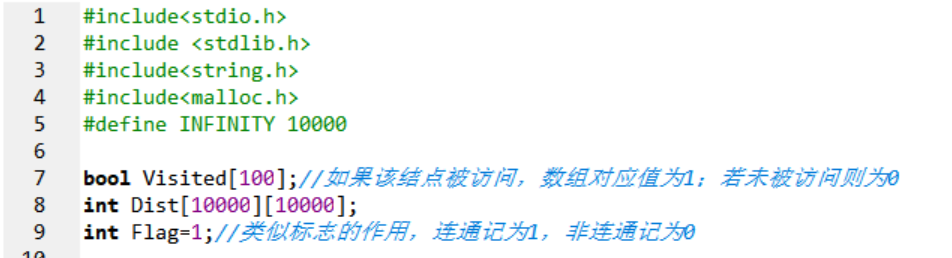 1 #include<stdio.h>
2 #include <stdlib.h>
3 #include<string.h>
4 #include<malloc.h>
5 #define INFINITY 10000
6
7 bool Visited[100];//如果该结点被访问，数组对应值为1；若未被访问则为0
8 int Dist[10000][10000];
9 int Flag=1;//类似标志的作用，连通记为1，非连通记为0
10